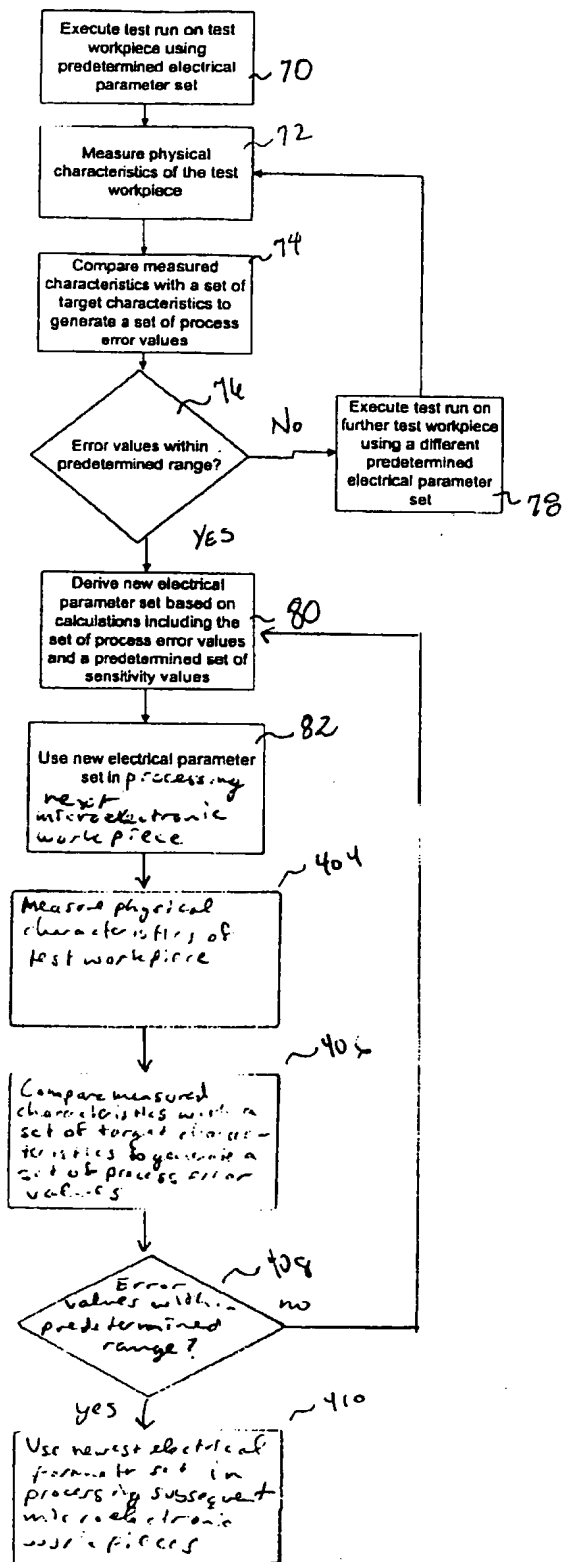 Execute test run on test
workpiece using
predetermined electrical
parameter set
70
72
Measure physical
characteristics of the test
workpiece
74
Compare measured
characteristics with a set of
target characteristics to
generate a set of process
error values
76
Error values within
predetermined range?
No
Execute test run on
further test workpiece
using a different
predetermined
electrical parameter
set
78
YES
Derive new electrical
parameter set based on
calculations including the
set of process error values
and a predetermined set of
sensitivity values
80
82
Use new electrical parameter
set in processing
next
microelectronic
workpiece
404
Measure physical
characteristics of
test workpiece
406
Compare measured
characteristics with a
set of target charac-
teristics to generate a
set of process error
values
408
Error
values within
predetermined
range?
no
yes
410
Use newest electrical
set in
processing subsequent
microelectronic
workpieces